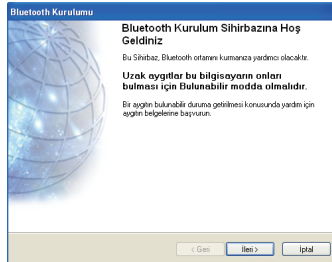 Bluetooth Kurulumu
Bluetooth Kurulum Sihirbazına Hoş
Geldiniz
Bu Sihirbaz, Bluetooth ortamını kurmanıza yardımcı olacaktır.
Uzak aygıtlar bu bilgisayarın onları
bulması için Bulunabilir modda olmalıdır.
Bir aygıtın bulunabilir duruma getirilmesi konusunda yardım için
aygıtın belgelerine başvurun.
< Geri İleri > İptal